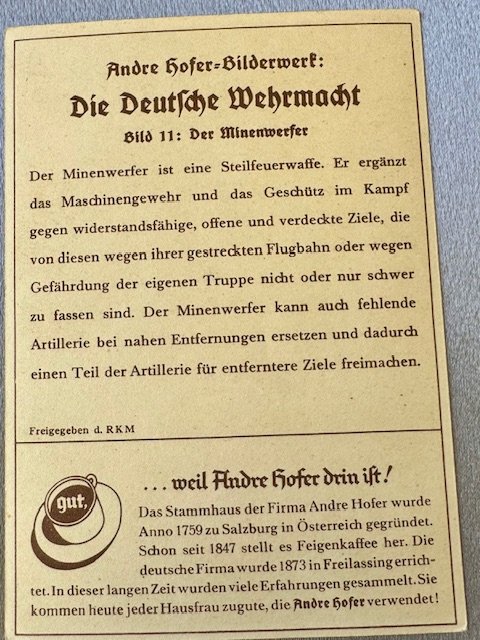 Andre Hofer-Bilderwerk:
Die Deutsche Wehrmacht
Bild 11: Der Minenwerfer
Der Minenwerfer ist eine Steilfeuerwaffe. Er ergänzt
das Maschinengewehr und das Geschütz im Kampf
gegen widerstandsfähige, offene und verdeckte Ziele, die
von diesen wegen ihrer gestreckten Flugbahn oder wegen
Gefährdung der eigenen Truppe nicht oder nur schwer
zu fassen sind. Der Minenwerfer kann auch fehlende
Artillerie bei nahen Entfernungen ersetzen und dadurch
einen Teil der Artillerie für entferntere Ziele freimachen.
Freigegeben d. RKM
gut,
... weil Andre Hofer drin ist!
Das Stammhaus der Firma Andre Hofer wurde
Anno 1759 zu Salzburg in Österreich gegründet.
Schon seit 1847 stellt es Feigenkaffee her. Die
deutsche Firma wurde 1873 in Freilassing errich-
tet. In dieser langen Zeit wurden viele Erfahrungen gesammelt. Sie
kommen heute jeder Hausfrau zugute, die Andre Hofer verwendet!